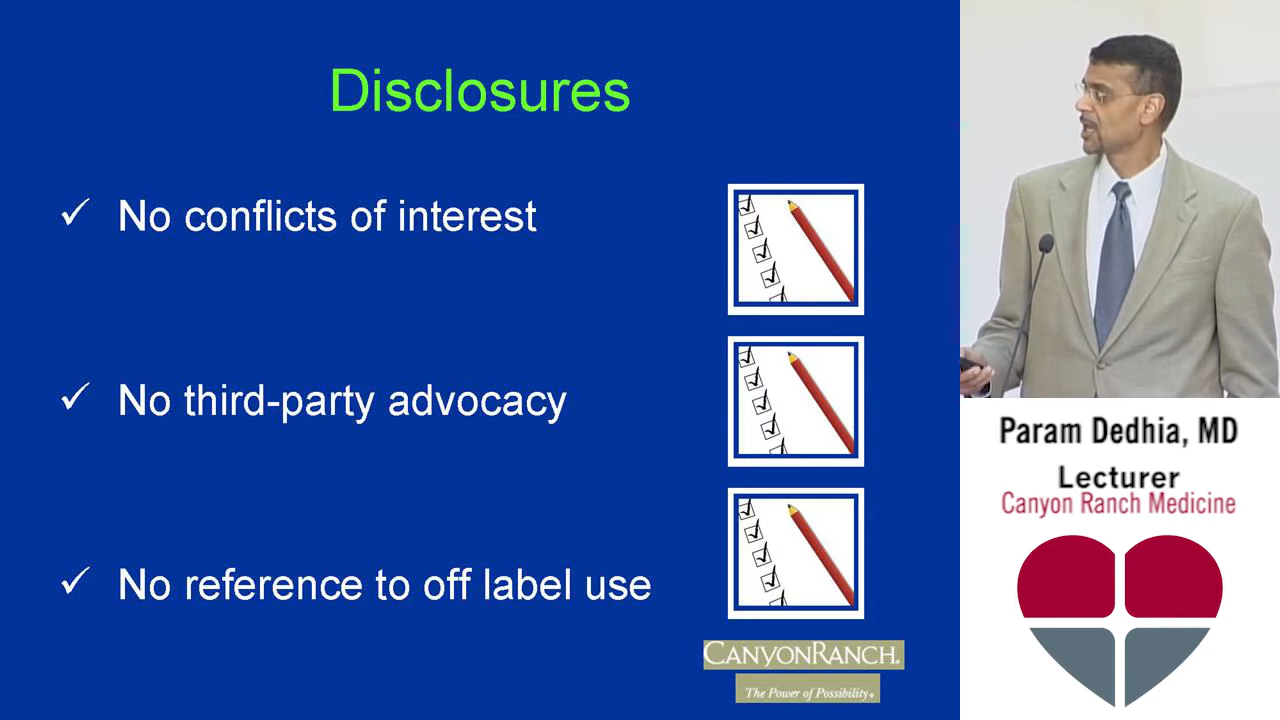 Disclosures
✓ No conflicts of interest
✓ No third-party advocacy
✓ No reference to off label use
CANYONRANCH.
The Power of Possibility.
Param Dedhia, MD
Lecturer
Canyon Ranch Medicine